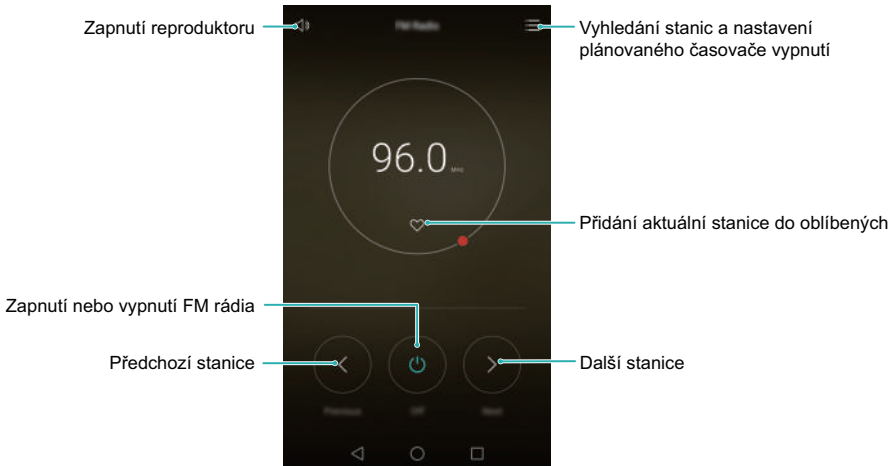 Zapnutí reproduktoru
FM Radio
Vyhledání stanic a nastavení
plánovaného časovače vypnutí
96.0 MHz
Přidání aktuální stanice do oblíbených
Zapnutí nebo vypnutí FM rádia
Předchozí stanice
Další stanice
Previous
Off
Next